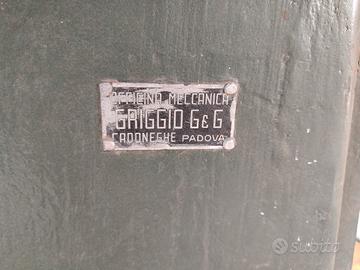 OFFICINA MECCANICA
GRIGGIO G & G
CADONEGHE PADOVA
subito